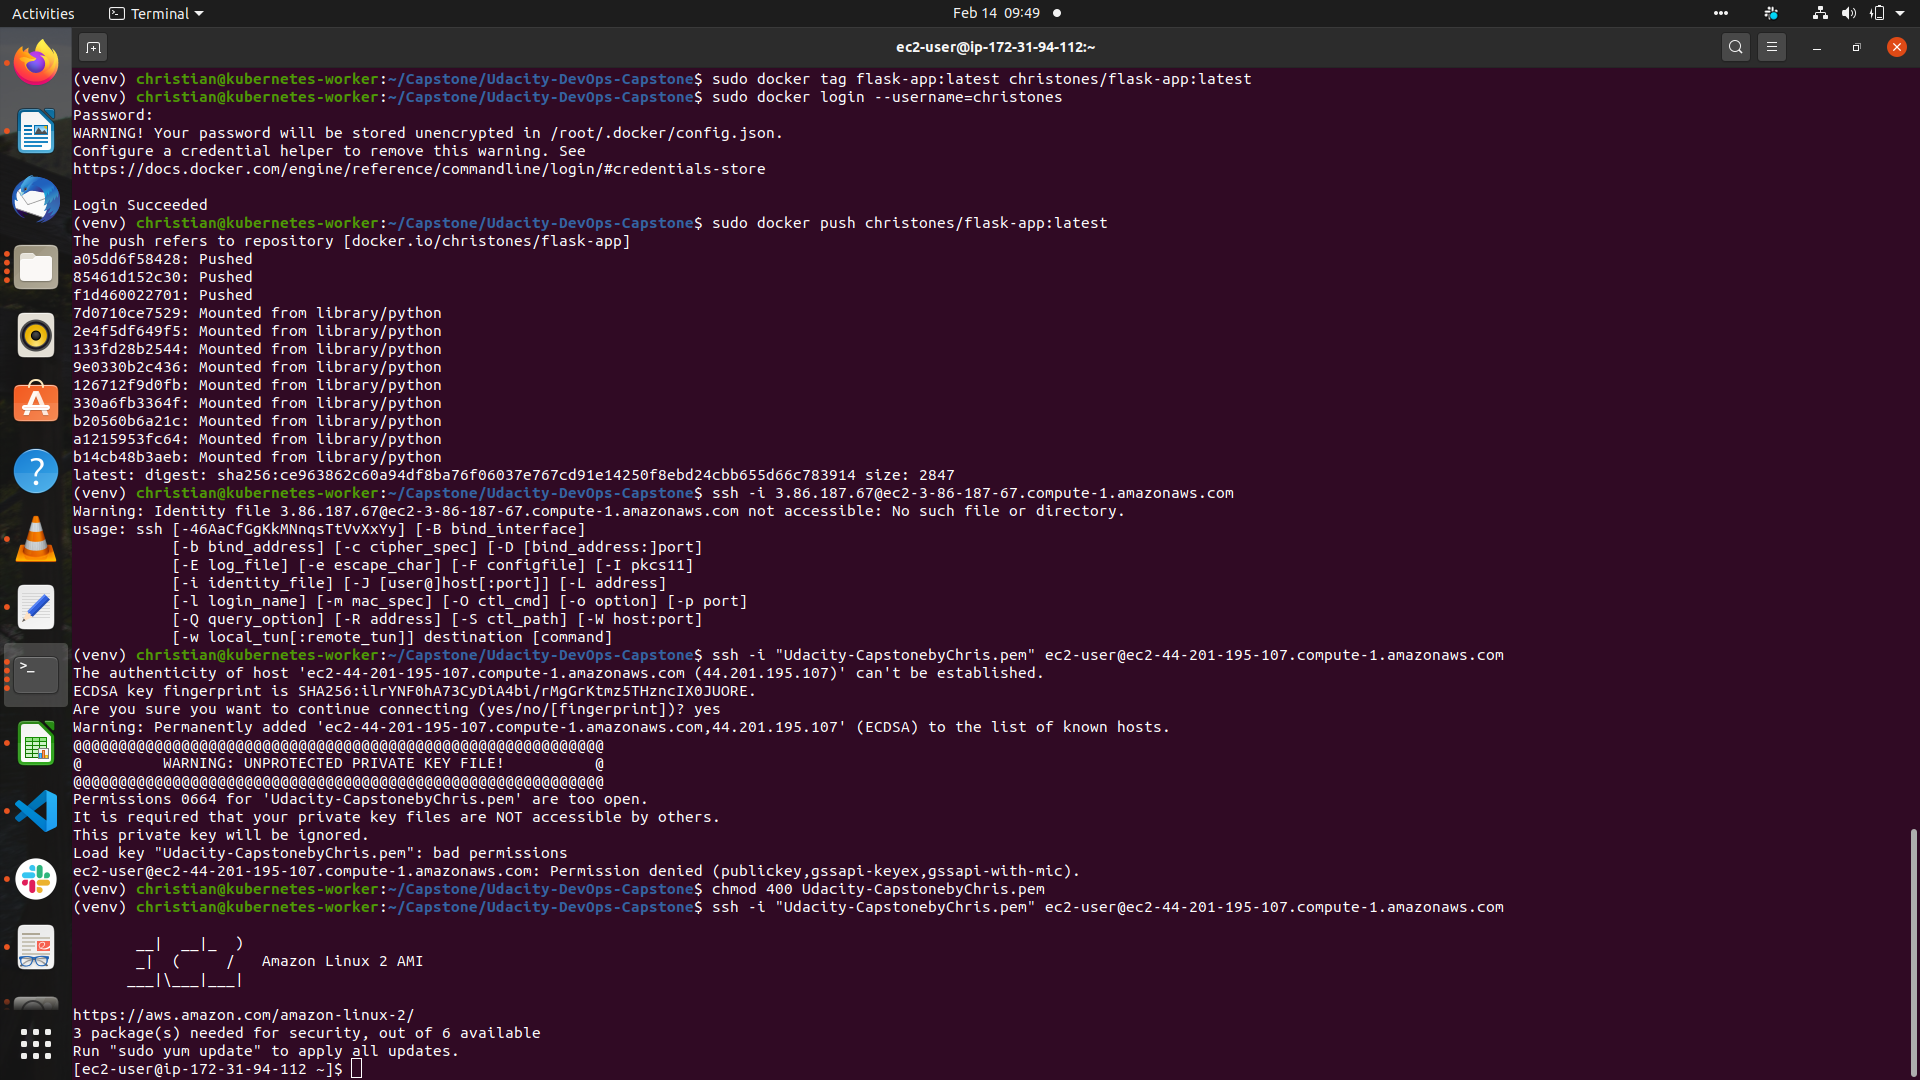 Activities
Terminal
Feb 14 09:49
ec2-user@ip-172-31-94-112:~
(venv) christian@kubernetes-worker:~/Capstone/Udacity-DevOps-Capstone$ sudo docker tag flask-app:latest christones/flask-app:latest
(venv) christian@kubernetes-worker:~/Capstone/Udacity-DevOps-Capstone$ sudo docker login --username=christones
Password:
WARNING! Your password will be stored unencrypted in /root/.docker/config.json.
Configure a credential helper to remove this warning. See
https://docs.docker.com/engine/reference/commandline/login/#credentials-store
Login Succeeded
(venv) christian@kubernetes-worker:~/Capstone/Udacity-DevOps-Capstone$ sudo docker push christones/flask-app:latest
The push refers to repository [docker.io/christones/flask-app]
a05dd6f58428: Pushed
85461d152c30: Pushed
f1d460022701: Pushed
7d0710ce7529: Mounted from library/python
2e4f5df649f5: Mounted from library/python
133fd28b2544: Mounted from library/python
9e0330b2c436: Mounted from library/python
126712f9d0fb: Mounted from library/python
330a6fb3364f: Mounted from library/python
b20560b6a21c: Mounted from library/python
a1215953fc64: Mounted from library/python
b14cb48b3aeb: Mounted from library/python
latest: digest: sha256:ce963862c60a94df8ba76f06037e767cd91e14250f8ebd24cbb655d66c783914 size: 2847
(venv) christian@kubernetes-worker:~/Capstone/Udacity-DevOps-Capstone$ ssh -i 3.86.187.67@ec2-3-86-187-67.compute-1.amazonaws.com
Warning: Identity file 3.86.187.67@ec2-3-86-187-67.compute-1.amazonaws.com not accessible: No such file or directory.
usage: ssh [-46AaCfGgKkMNnqsTtVvXxYy] [-B bind_interface]
[-b bind_address] [-c cipher_spec] [-D [bind_address:]port]
[-E log_file] [-e escape_char] [-F configfile] [-I pkcs11]
[-i identity_file] [-J [user@]host[:port]] [-L address]
[-l login_name] [-m mac_spec] [-O ctl_cmd] [-o option] [-p port]
[-Q query_option] [-R address] [-S ctl_path] [-W host:port]
[-w local_tun[:remote_tun]] destination [command]
(venv) christian@kubernetes-worker:~/Capstone/Udacity-DevOps-Capstone$ ssh -i "Udacity-CapstonebyChris.pem" ec2-user@ec2-44-201-195-107.compute-1.amazonaws.com
The authenticity of host 'ec2-44-201-195-107.compute-1.amazonaws.com (44.201.195.107)' can't be established.
ECDSA key fingerprint is SHA256:ilrYNF0hA73CyDiA4bi/rMgGrKtmz5THzncIX0JUORE.
Are you sure you want to continue connecting (yes/no/[fingerprint])? yes
Warning: Permanently added 'ec2-44-201-195-107.compute-1.amazonaws.com,44.201.195.107' (ECDSA) to the list of known hosts.
@@@@@@@@@@@@@@@@@@@@@@@@@@@@@@@@@@@@@@@@@@@@@@@@@@@@@@@@@@@
@         WARNING: UNPROTECTED PRIVATE KEY FILE!          @
@@@@@@@@@@@@@@@@@@@@@@@@@@@@@@@@@@@@@@@@@@@@@@@@@@@@@@@@@@@
Permissions 0664 for 'Udacity-CapstonebyChris.pem' are too open.
It is required that your private key files are NOT accessible by others.
This private key will be ignored.
Load key "Udacity-CapstonebyChris.pem": bad permissions
ec2-user@ec2-44-201-195-107.compute-1.amazonaws.com: Permission denied (publickey,gssapi-keyex,gssapi-with-mic).
(venv) christian@kubernetes-worker:~/Capstone/Udacity-DevOps-Capstone$ chmod 400 Udacity-CapstonebyChris.pem
(venv) christian@kubernetes-worker:~/Capstone/Udacity-DevOps-Capstone$ ssh -i "Udacity-CapstonebyChris.pem" ec2-user@ec2-44-201-195-107.compute-1.amazonaws.com
__|  __|_  )
_|  (     /   Amazon Linux 2 AMI
___|\___|___|
https://aws.amazon.com/amazon-linux-2/
3 package(s) needed for security, out of 6 available
Run "sudo yum update" to apply all updates.
[ec2-user@ip-172-31-94-112 ~]$